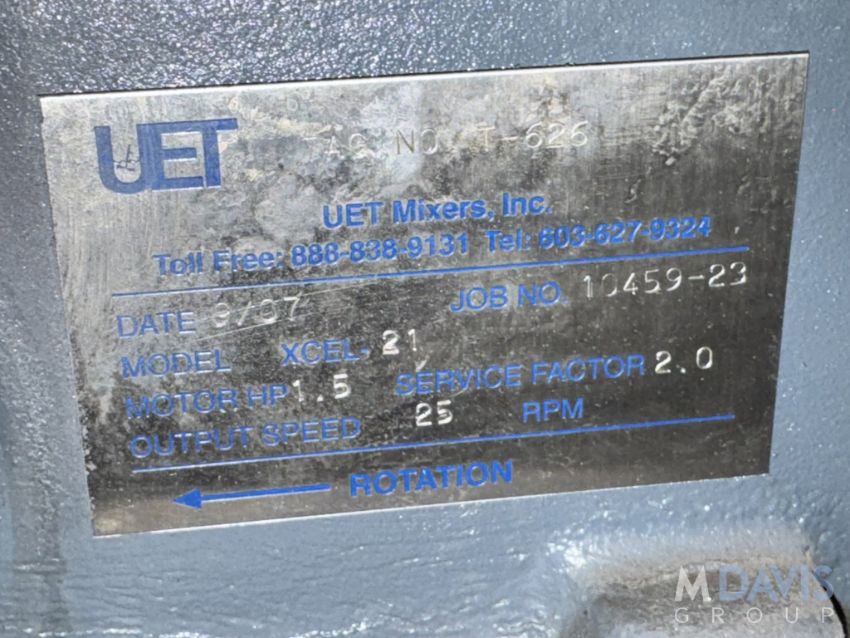 UET
TAG NO. T-626
UET Mixers, Inc.
Toll Free: 888-838-9131 Tel: 603-627-9324
DATE 9/07 JOB NO. 10459-23
MODEL XCEL- 21
MOTOR HP 1.5 SERVICE FACTOR 2.0
OUTPUT SPEED 25 RPM
ROTATION
M.DAVIS
GROUP